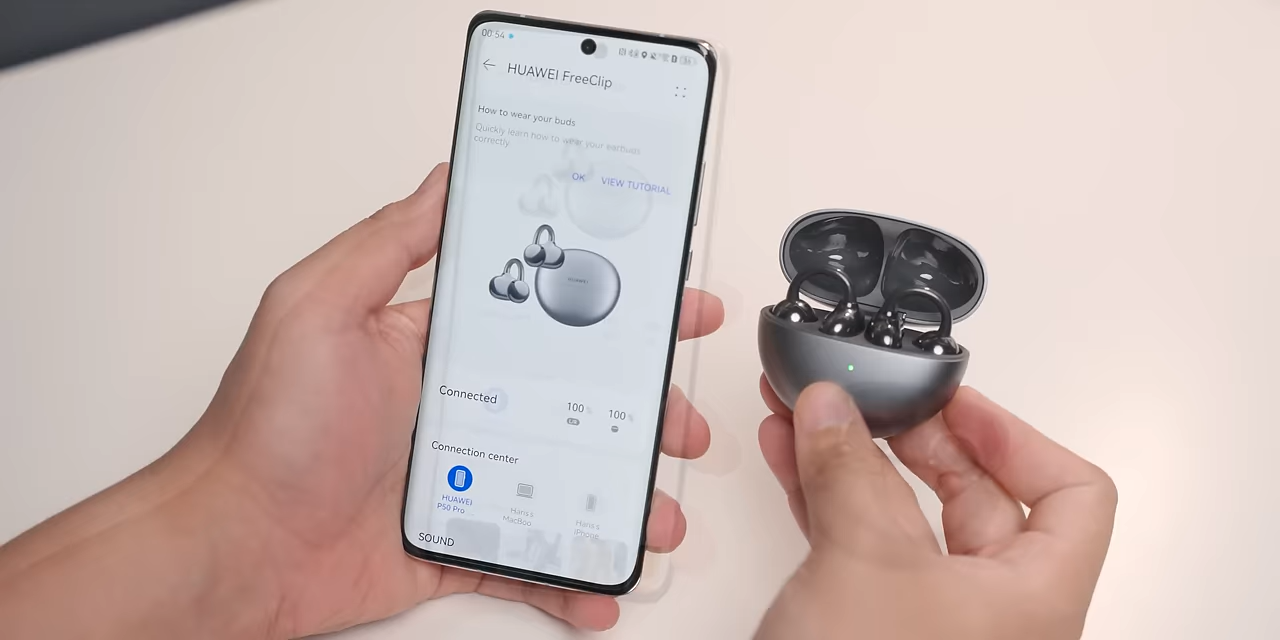 00:54
HUAWEI FreeClip
How to wear your buds
Quickly learn how to wear your earbuds
correctly
OK VIEW TUTORIAL
HUAWEI
Connected
100 % 100 %
Connection center
HUAWEI
P50 Pro
Hans's
MacBoo
Hans's
iPhone
SOUND